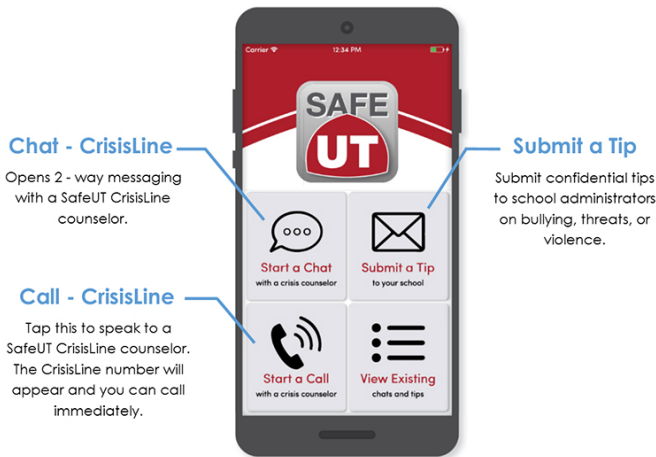 Carrier 12:34 PM
SAFE
UT
Chat - CrisisLine
Opens 2 - way messaging
with a SafeUT CrisisLine
counselor.
Submit a Tip
Submit confidential tips
to school administrators
on bullying, threats, or
violence.
Start a Chat
with a crisis counselor
Submit a Tip
to your school
Call - CrisisLine
Tap this to speak to a
SafeUT CrisisLine counselor.
The CrisisLine number will
appear and you can call
immediately.
Start a Call
with a crisis counselor
View Existing
chats and tips